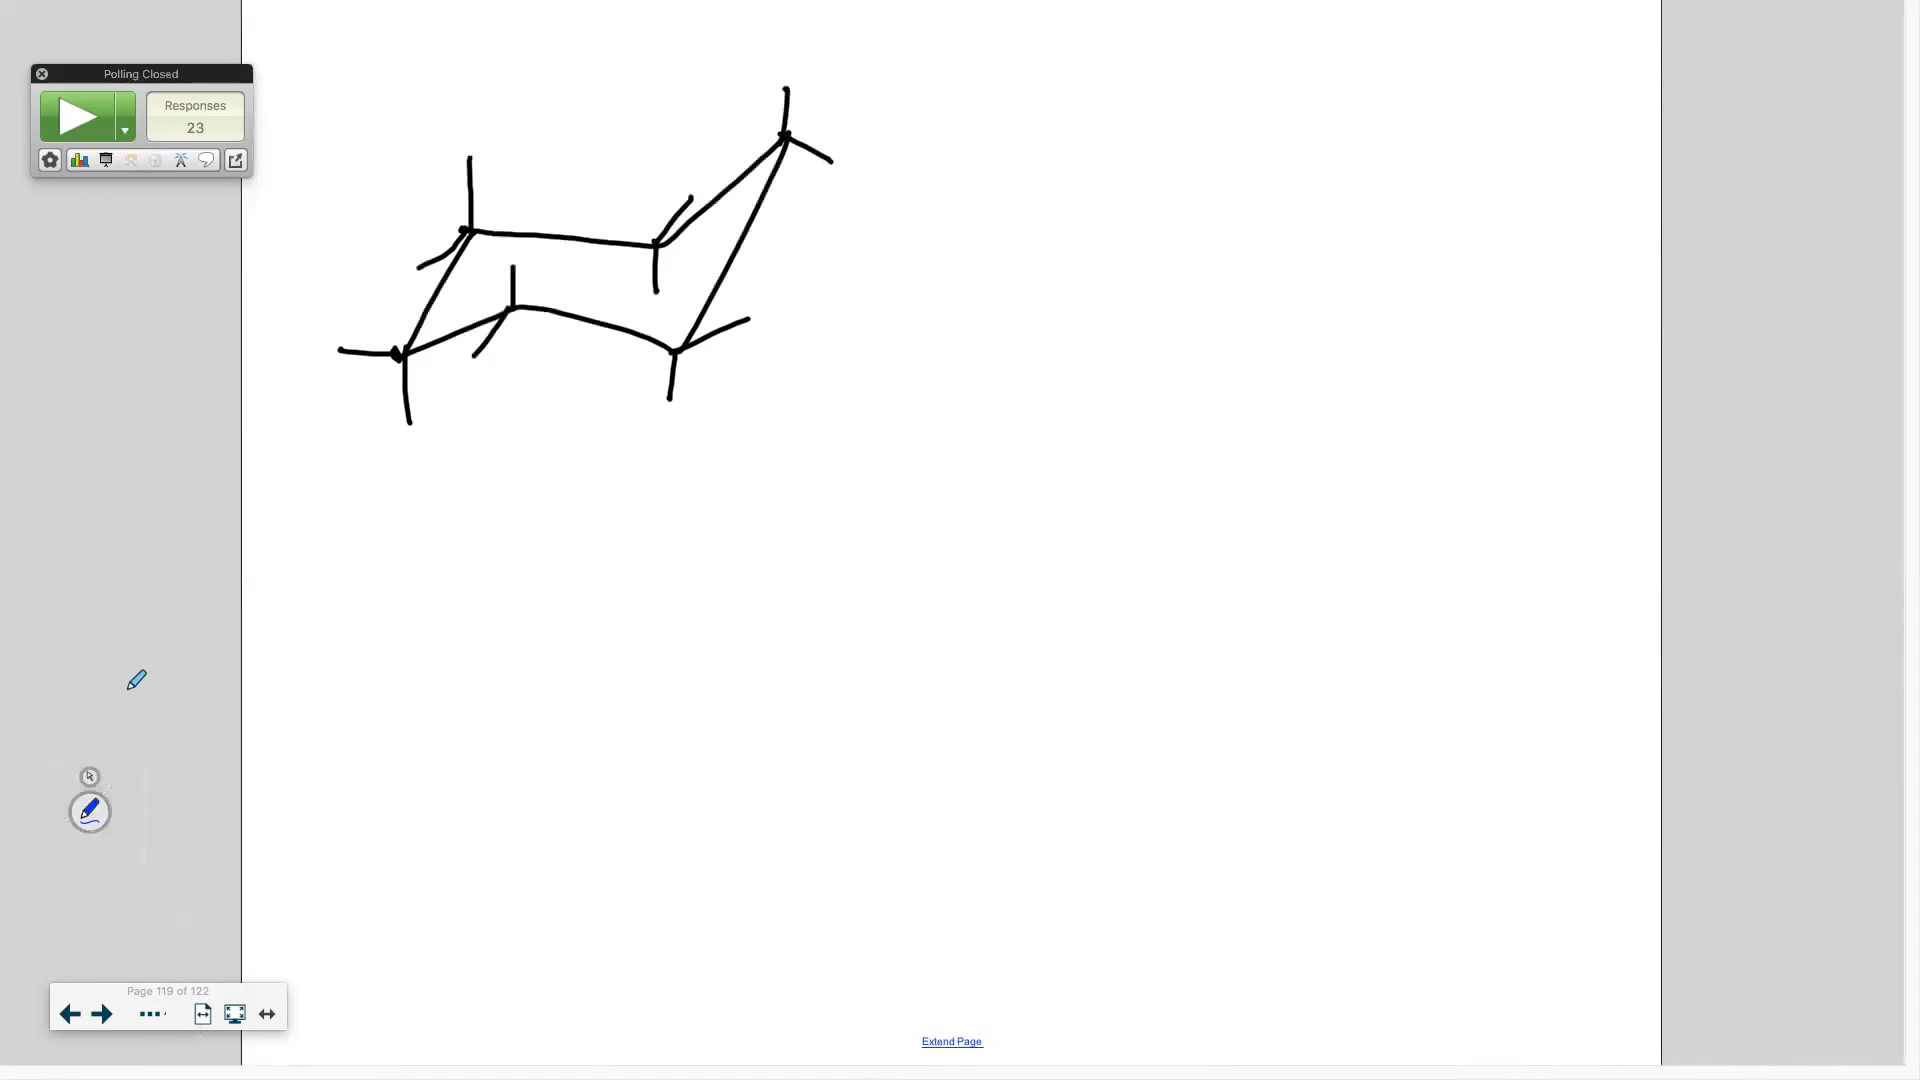 Polling Closed
Responses
23
Page 119 of 122
Extend Page